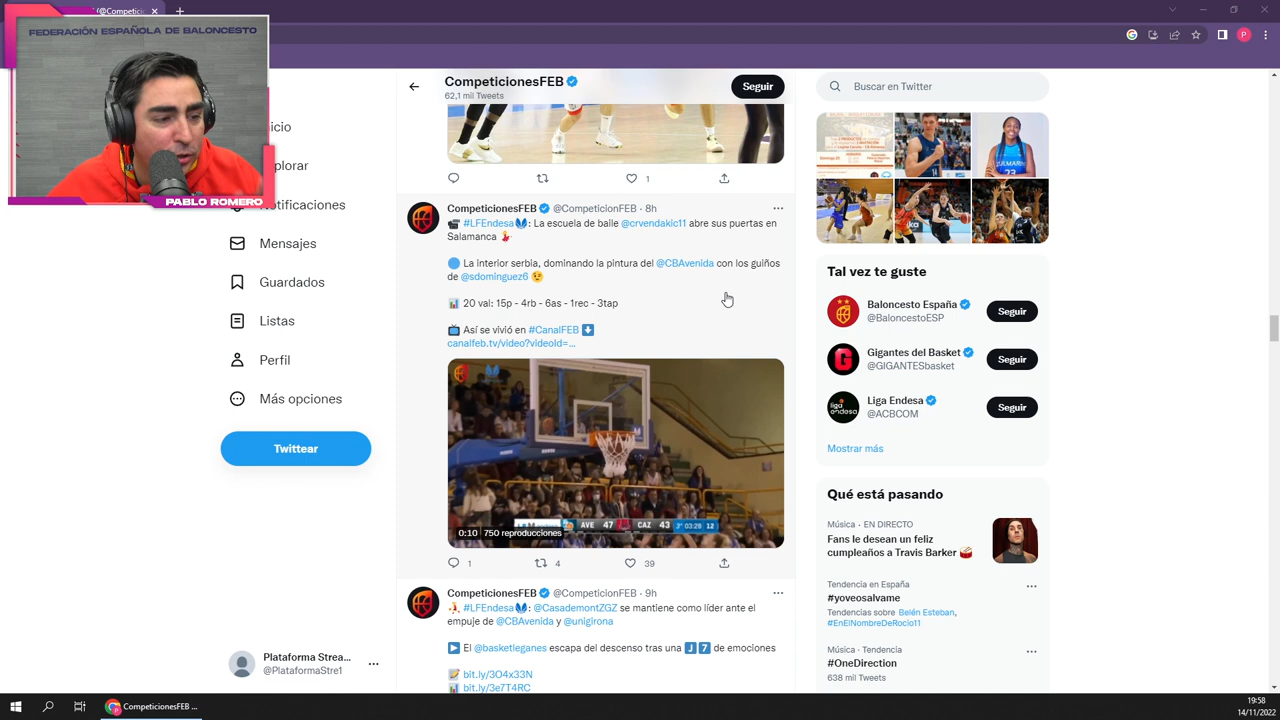 / (@Competic
FEDERACIÓN ESPAÑOLA DE BALONCESTO
PABLO ROMERO
icio
plorar
Notificaciones
Mensajes
Guardados
Listas
Perfil
Más opciones
Twittear
Plataforma Strea...
@PlataformaStre1
CompeticionesFEB
62,1 mil Tweets
Seguir
1
CompeticionesFEB @CompeticionFEB · 8h
#LFEndesa: La escuela de baile @crvendakic11 abre sus puertas en
Salamanca
La interior serbia, dominando la pintura del @CBAvenida con los guiños
de @sdominguez6
20 val: 15p - 4rb - 6as - 1rec - 3tap
Así se vivió en #CanalFEB
canalfeb.tv/video?videoId=...
AVE 47 CAZ 43 3° 03:28 12
0:10 750 reproducciones
1 4 39
CompeticionesFEB @CompeticionFEB · 9h
#LFEndesa: @CasademontZGZ se mantiene como líder ante el
empuje de @CBAvenida y @unigirona
El @basketleganes escapa del descenso tras una J 7 de emociones
bit.ly/3O4x33N
bit.ly/3e7T4RC
Buscar en Twitter
Tal vez te guste
Baloncesto España
@BaloncestoESP
Seguir
Gigantes del Basket
@GIGANTESbasket
Seguir
Liga Endesa
@ACBCOM
Seguir
Mostrar más
Qué está pasando
Música · EN DIRECTO
Fans le desean un feliz
cumpleaños a Travis Barker
Tendencia en España
#yoveosalvame
Tendencias sobre Belén Esteban,
#EnElNombreDeRocio11
Música · Tendencia
#OneDirection
638 mil Tweets
CompeticionesFEB ...
19:58
14/11/2022